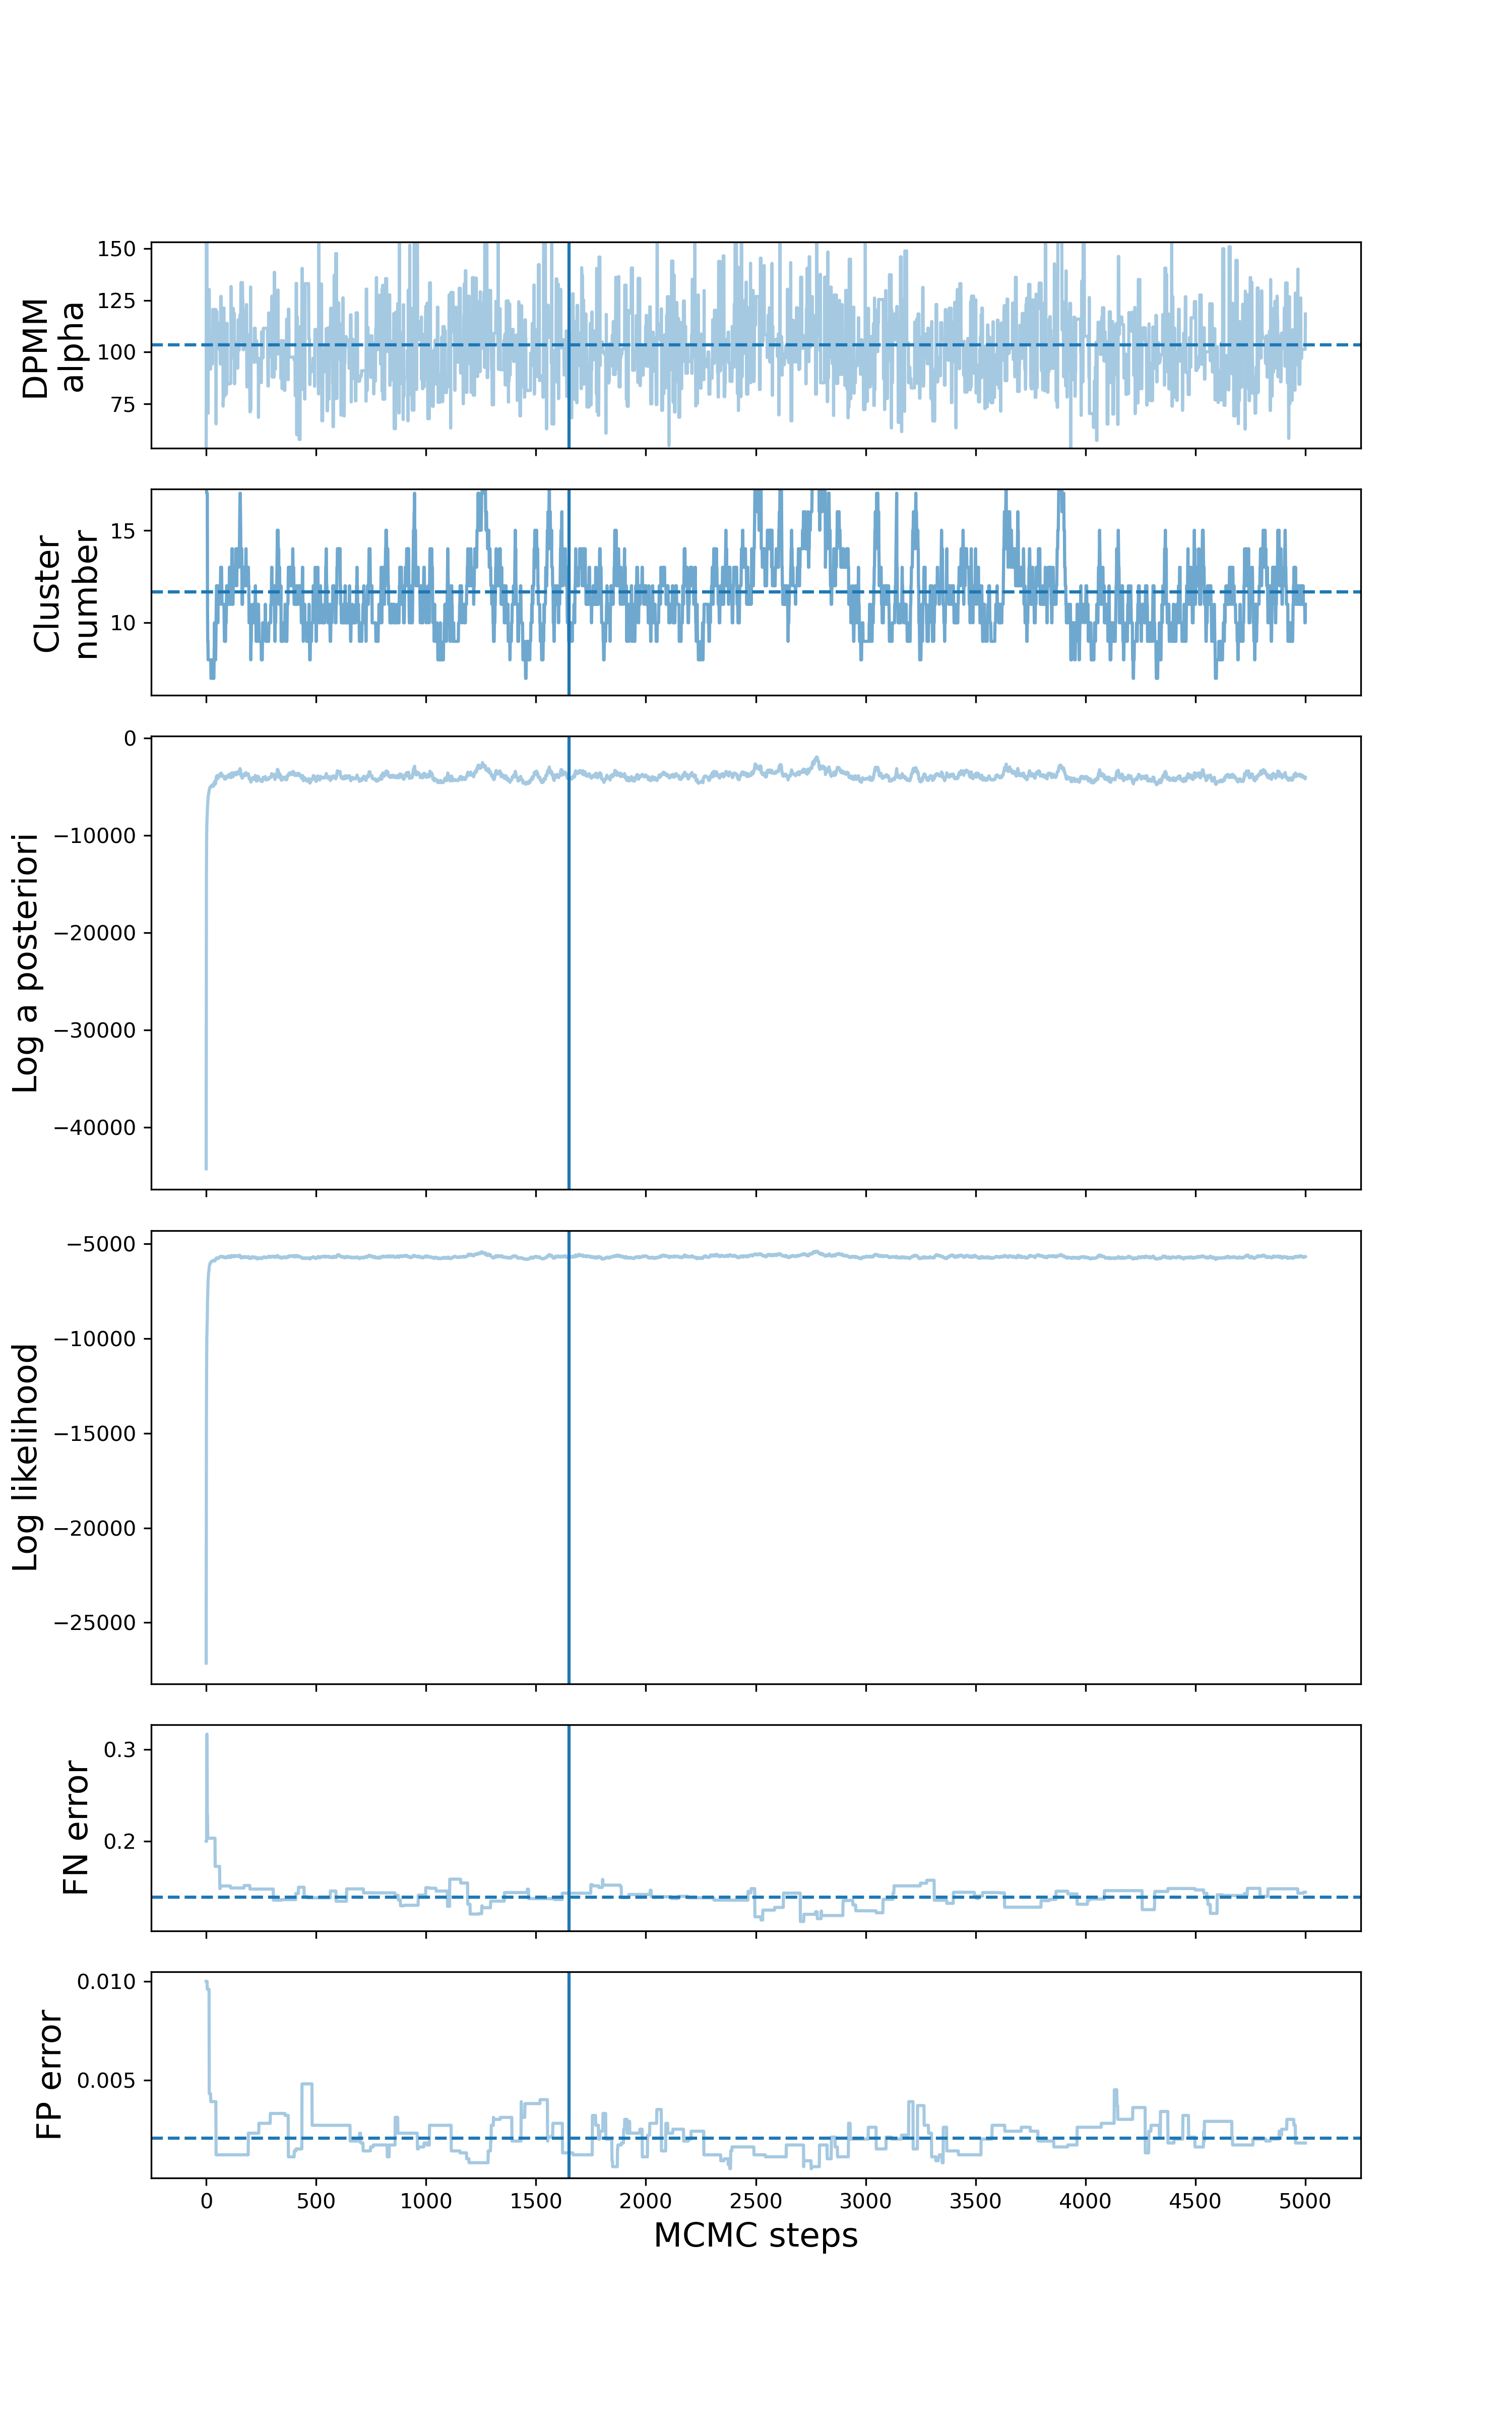 DPMM
alpha
150
125
100
75
Cluster
number
15
10
Log a posteriori
0
−10000
−20000
−30000
−40000
Log likelihood
−5000
−10000
−15000
−20000
−25000
FN error
0.3
0.2
FP error
0.010
0.005
0 500 1000 1500 2000 2500 3000 3500 4000 4500 5000
MCMC steps